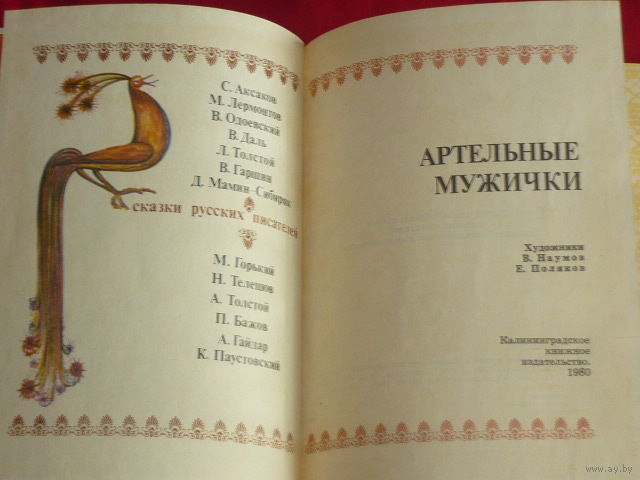 С. Аксаков
М. Лермонтов
В. Одоевский
В. Даль
Л. Толстой
В. Гаршин
Д. Мамин-Сибиряк
сказки русских писателей
М. Горький
Н. Телешов
А. Толстой
П. Бажов
А. Гайдар
К. Паустовский
АРТЕЛЬНЫЕ
МУЖИЧКИ
Художники
В. Наумов
Е. Поляков
Калининградское
книжное
издательство,
1980
www.ay.by